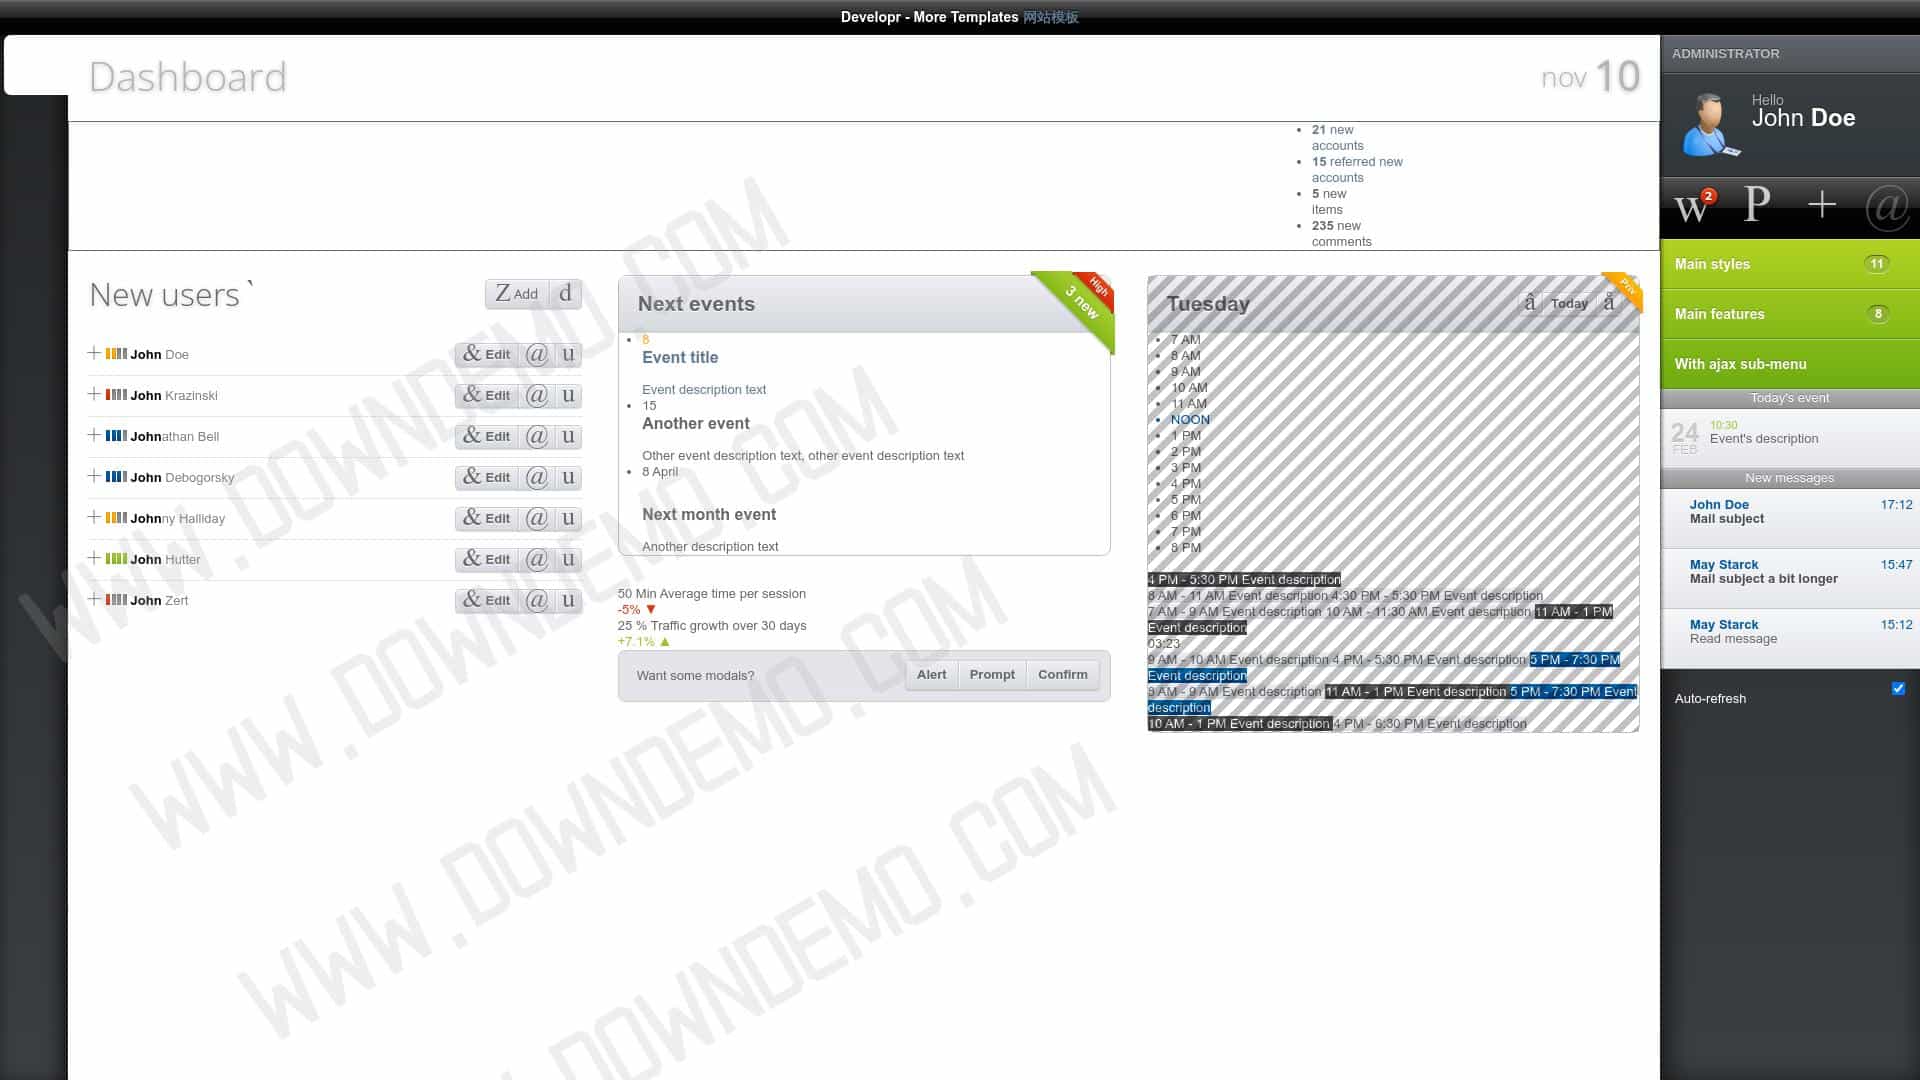 Developr - More Templates 网站模板
Dashboard
nov 10
21 new
accounts
15 referred new
accounts
5 new
items
235 new
comments
New users `
Z Add d
John Doe
& Edit @ u
John Krazinski
& Edit @ u
Johnathan Bell
& Edit @ u
John Debogorsky
& Edit @ u
Johnny Halliday
& Edit @ u
John Hutter
& Edit @ u
John Zert
& Edit @ u
Next events
3 new
High
8
Event title
Event description text
15
Another event
Other event description text, other event description text
8 April
Next month event
Another description text
50 Min Average time per session
-5% ▼
25 % Traffic growth over 30 days
+7.1% ▲
Want some modals?
Alert Prompt Confirm
Tuesday
â Today å
Priv
7 AM
8 AM
9 AM
10 AM
11 AM
NOON
1 PM
2 PM
3 PM
4 PM
5 PM
6 PM
7 PM
8 PM
4 PM - 5:30 PM Event description
8 AM - 11 AM Event description 4:30 PM - 5:30 PM Event description
7 AM - 9 AM Event description 10 AM - 11:30 AM Event description 11 AM - 1 PM
Event description
03:23
9 AM - 10 AM Event description 4 PM - 5:30 PM Event description 5 PM - 7:30 PM
Event description
8 AM - 9 AM Event description 11 AM - 1 PM Event description 5 PM - 7:30 PM Event
description
10 AM - 1 PM Event description 4 PM - 6:30 PM Event description
ADMINISTRATOR
Hello
John Doe
w 2 P + @
Main styles 11
Main features 8
With ajax sub-menu
Today's event
24
FEB
10:30
Event's description
New messages
John Doe 17:12
Mail subject
May Starck 15:47
Mail subject a bit longer
May Starck 15:12
Read message
Auto-refresh
WWW.DOWNDEMO.COM
WWW.DOWNDEMO.COM
WWW.DOWNDEMO.COM
DOWNDEMO.COM